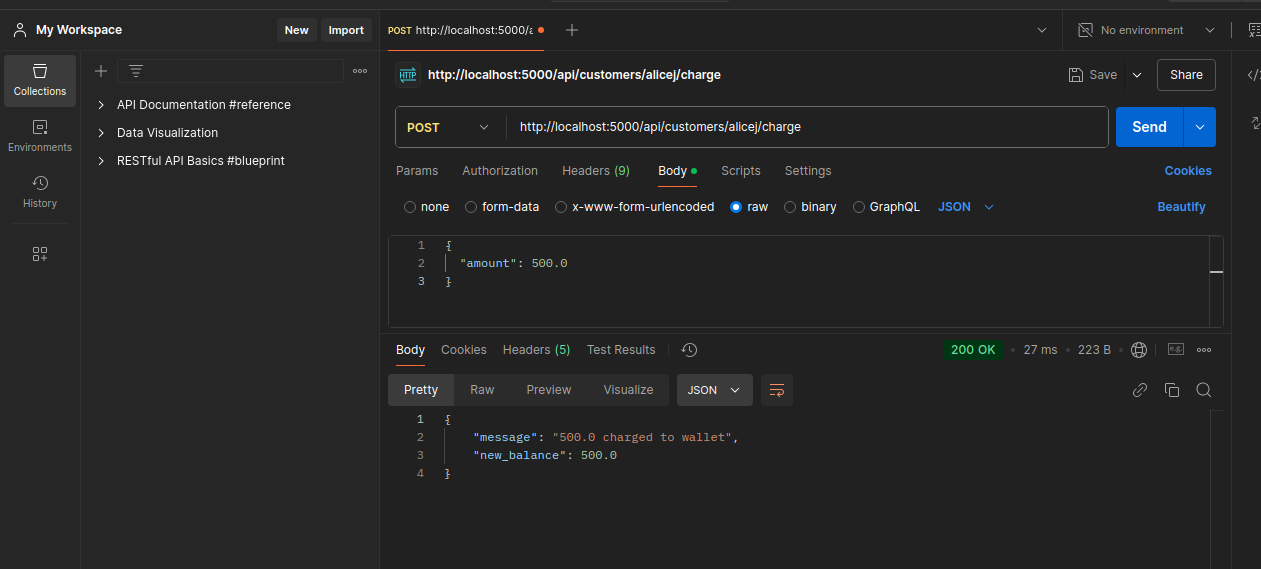 My Workspace
New
Import
POST http://localhost:5000/a
No environment
Collections
Environments
History
API Documentation #reference
Data Visualization
RESTful API Basics #blueprint
HTTP
http://localhost:5000/api/customers/alicej/charge
Save
Share
POST
http://localhost:5000/api/customers/alicej/charge
Send
Params
Authorization
Headers (9)
Body
Scripts
Settings
Cookies
none
form-data
x-www-form-urlencoded
raw
binary
GraphQL
JSON
Beautify
1 {
2 "amount": 500.0
3 }
Body
Cookies
Headers (5)
Test Results
200 OK
27 ms
223 B
e.g.
Pretty
Raw
Preview
Visualize
JSON
1 {
2 "message": "500.0 charged to wallet",
3 "new_balance": 500.0
4 }